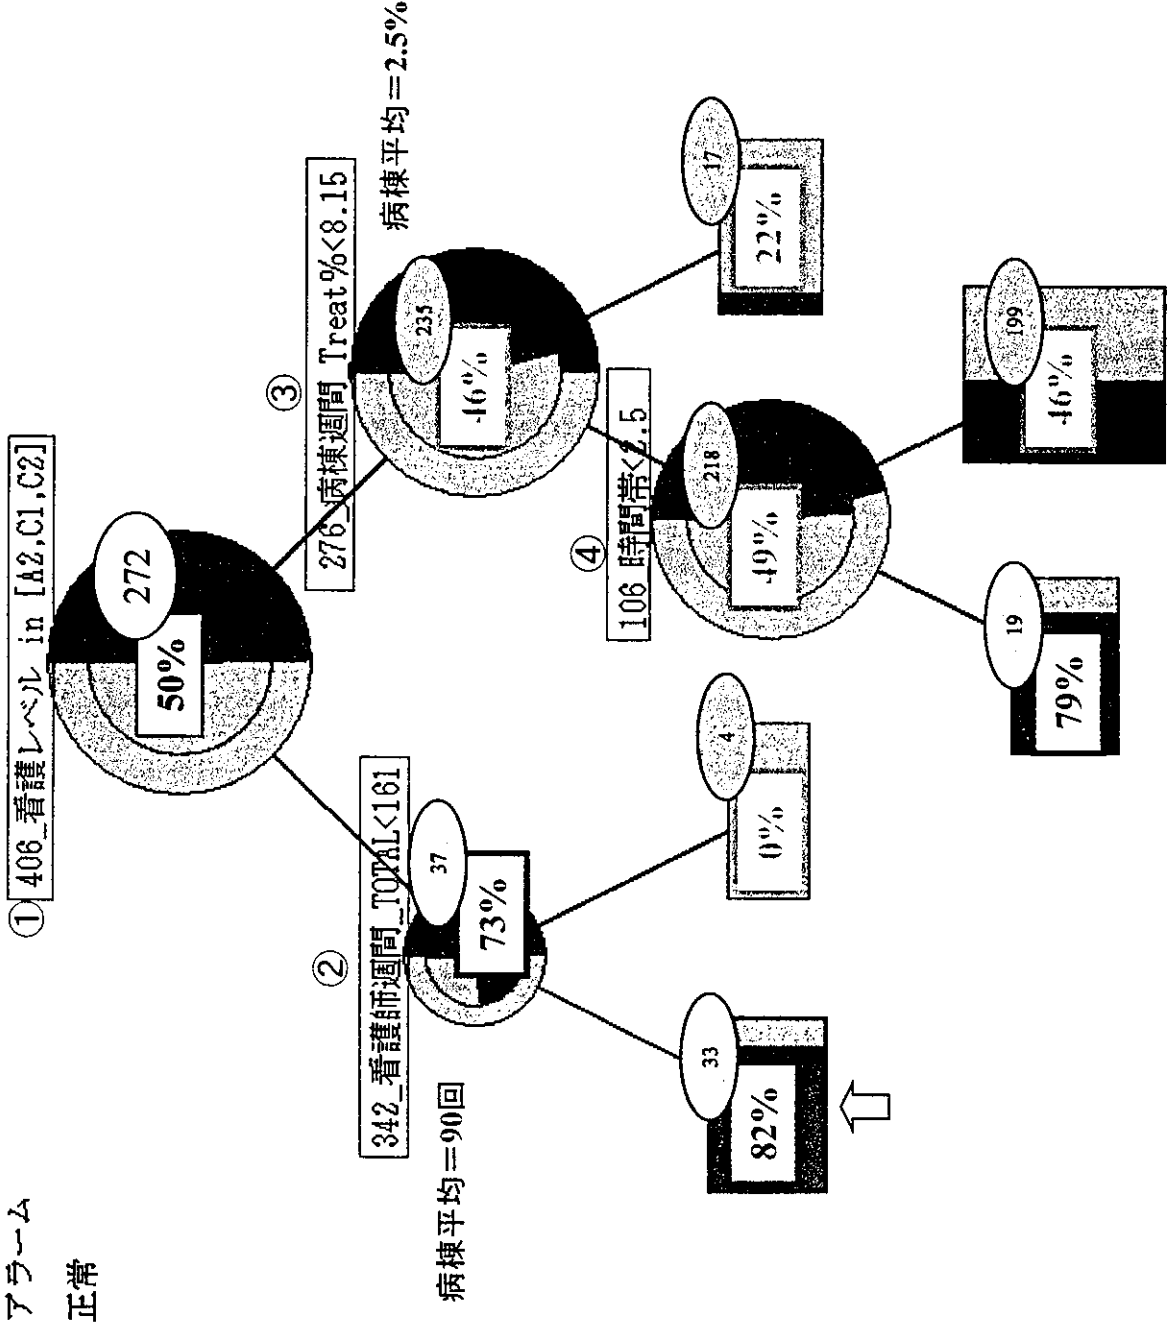 アラーム
正常
① 406_看護レベル in [A2,C1,C2]
272
50%
② 342_看護師週間_TOTAL<161
病棟平均=90回
37
73%
③ 276_病棟週間 Treat%<8.15
病棟平均=2.5%
235
46%
33
82%
4
0%
④ 106 時間帯<2.5
218
49%
17
22%
19
79%
199
46%